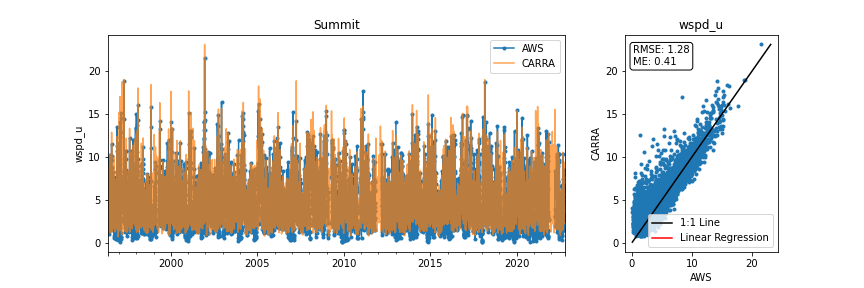 Summit
wspd_u
20
15
10
5
0
2000
2005
2010
2015
2020
AWS
CARRA
wspd_u
CARRA
20
15
10
5
0
RMSE: 1.28
ME: 0.41
1:1 Line
Linear Regression
0
10
20
AWS